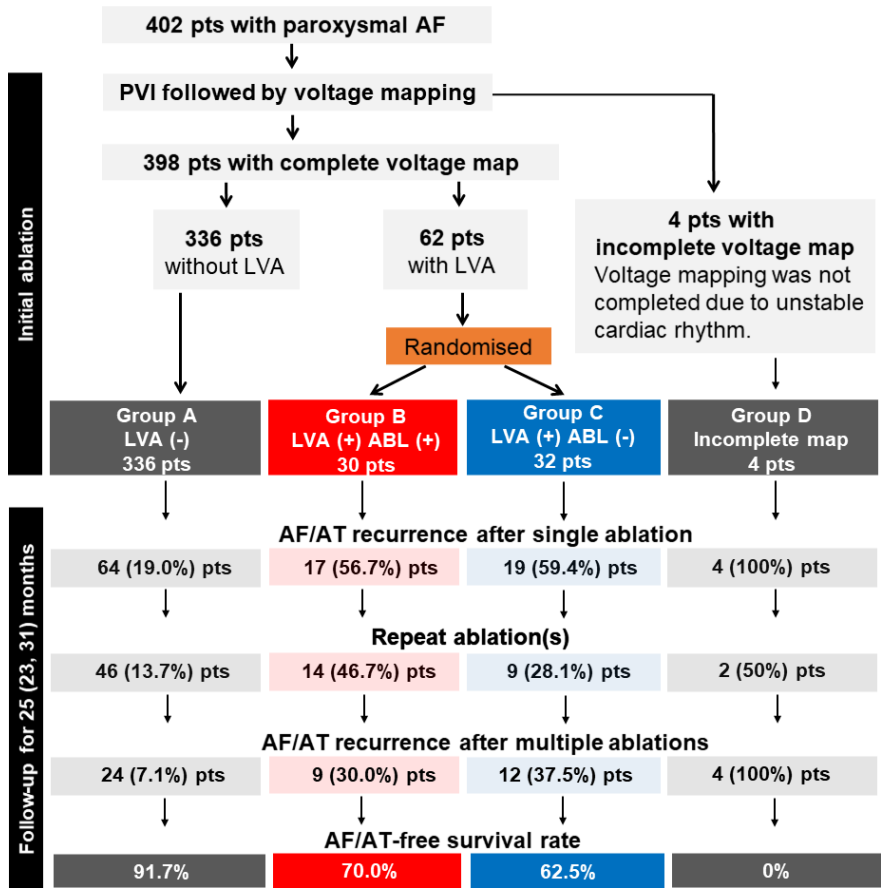 402 pts with paroxysmal AF
Initial ablation
PVI followed by voltage mapping
398 pts with complete voltage map
336 pts
without LVA
62 pts
with LVA
4 pts with
incomplete voltage map
Voltage mapping was not
completed due to unstable
cardiac rhythm.
Randomised
Group A
LVA (-)
336 pts
Group B
LVA (+) ABL (+)
30 pts
Group C
LVA (+) ABL (-)
32 pts
Group D
Incomplete map
4 pts
Follow-up for 25 (23, 31) months
AF/AT recurrence after single ablation
64 (19.0%) pts
17 (56.7%) pts
19 (59.4%) pts
4 (100%) pts
Repeat ablation(s)
46 (13.7%) pts
14 (46.7%) pts
9 (28.1%) pts
2 (50%) pts
AF/AT recurrence after multiple ablations
24 (7.1%) pts
9 (30.0%) pts
12 (37.5%) pts
4 (100%) pts
AF/AT-free survival rate
91.7%
70.0%
62.5%
0%